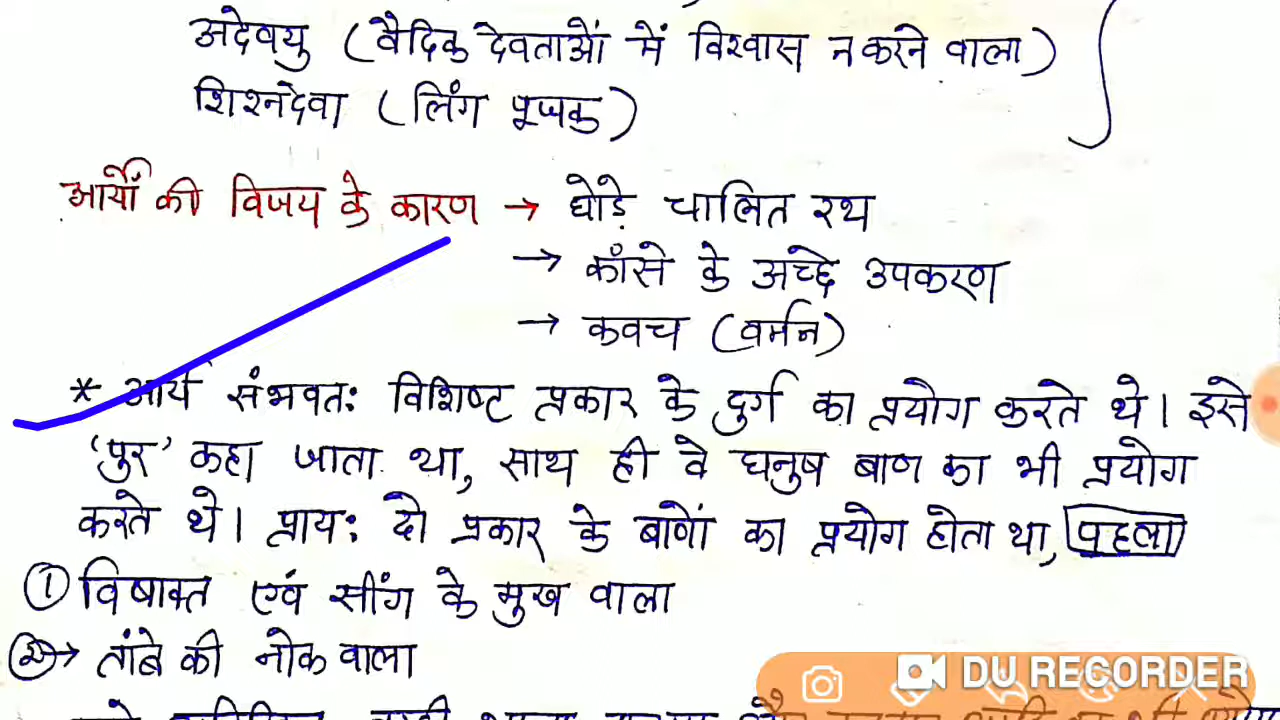 अदेवयु (वैदिक देवताओं में विश्वास न करने वाला)
शिश्नदेवा (लिंग पूजक)
आर्यों की विजय के कारण → घोड़े चालित रथ
→ काँसे के अच्छे उपकरण
→ कवच (वर्मन)
* आर्य संभवतः विशिष्ट प्रकार के दुर्ग का प्रयोग करते थे। इसे
'पुर' कहा जाता था, साथ ही वे धनुष बाण का भी प्रयोग
करते थे। प्रायः दो प्रकार के बाणों का प्रयोग होता था, पहला
① विषाक्त एवं सींग के मुख वाला
②→ तांबे की नोक वाला
DU RECORDER